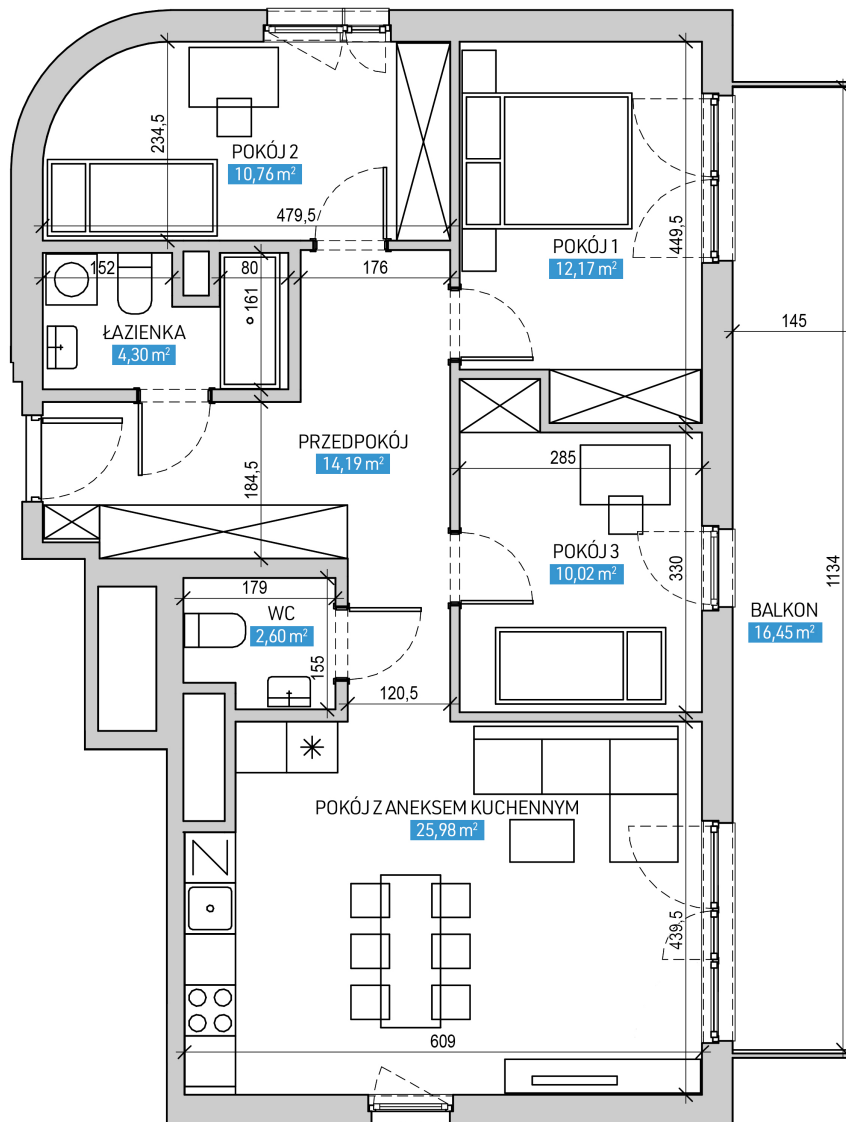 234,5
POKÓJ 2
10,76 m²
479,5
POKÓJ 1
12,17 m²
449,5
152
80
176
161
ŁAZIENKA
4,30 m²
145
PRZEDPOKÓJ
14,19 m²
184,5
285
POKÓJ 3
10,02 m²
330
1134
BALKON
16,45 m²
179
WC
2,60 m²
155
120,5
POKÓJ Z ANEKSEM KUCHENNYM
25,98 m²
439,5
609